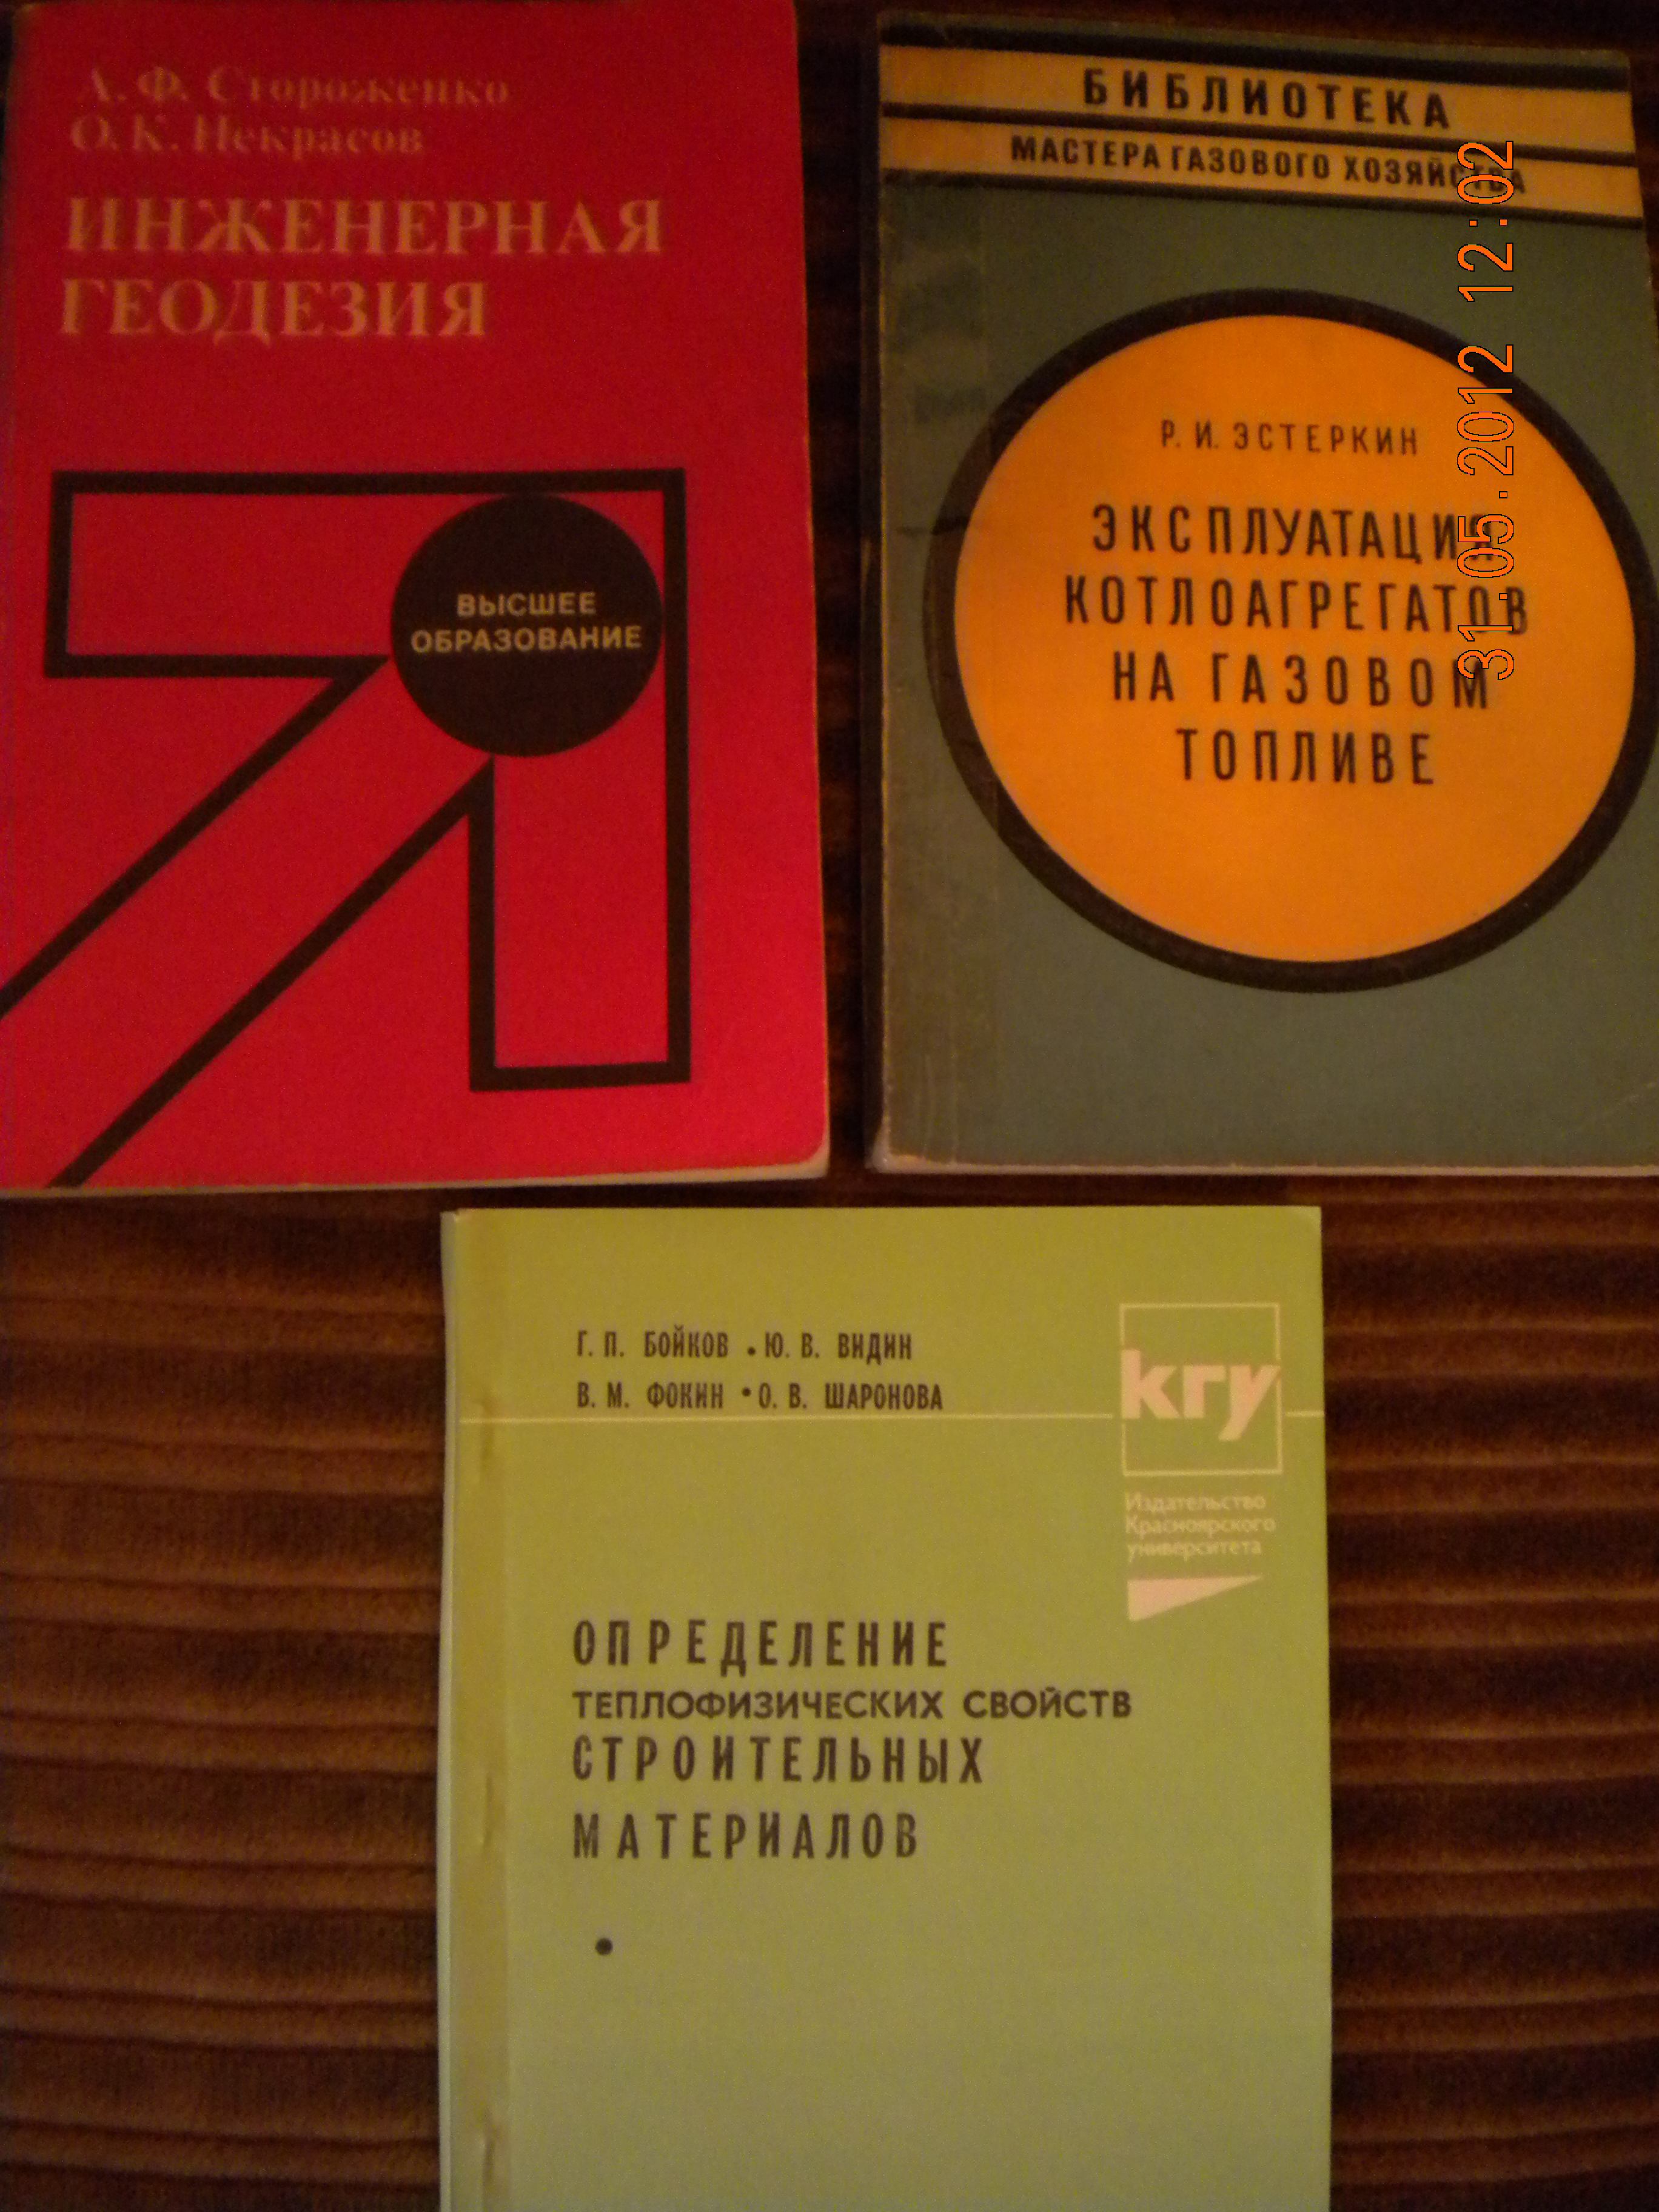 А. Ф. Стороженко
О. К. Некрасов
ИНЖЕНЕРНАЯ
ГЕОДЕЗИЯ
ВЫСШЕЕ
ОБРАЗОВАНИЕ
БИБЛИОТЕКА
МАСТЕРА ГАЗОВОГО ХОЗЯЙСТВА
Р. И. ЭСТЕРКИН
ЭКСПЛУАТАЦИЯ
КОТЛОАГРЕГАТОВ
НА ГАЗОВОМ
ТОПЛИВЕ
31.05.2012 12:02
Г. П. БОЙКОВ • Ю. В. ВИДИН
В. М. ФОКИН • О. В. ШАРОНОВА
кгу
Издательство
Красноярского
университета
ОПРЕДЕЛЕНИЕ
ТЕПЛОФИЗИЧЕСКИХ СВОЙСТВ
СТРОИТЕЛЬНЫХ
МАТЕРИАЛОВ